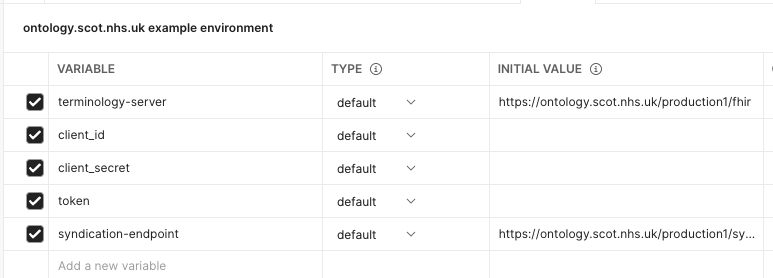 ontology.scot.nhs.uk example environment
VARIABLE TYPE INITIAL VALUE
terminology-server default https://ontology.scot.nhs.uk/production1/fhir
client_id default
client_secret default
token default
syndication-endpoint default https://ontology.scot.nhs.uk/production1/sy...
Add a new variable